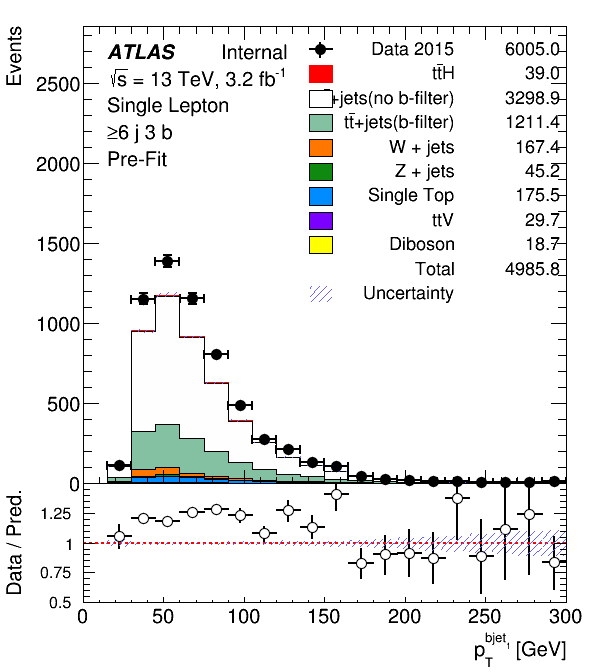 Events
ATLAS Internal
√s = 13 TeV, 3.2 fb-1
Single Lepton
≥6 j 3 b
Pre-Fit
Data 2015 6005.0
tt̄H 39.0
+jets(no b-filter) 3298.9
tt̄+jets(b-filter) 1211.4
W + jets 167.4
Z + jets 45.2
Single Top 175.5
ttV 29.7
Diboson 18.7
Total 4985.8
Uncertainty
2500
2000
1500
1000
500
0
Data / Pred.
1.25
1
0.75
0.5
0 50 100 150 200 250 300
pT bjet, [GeV]